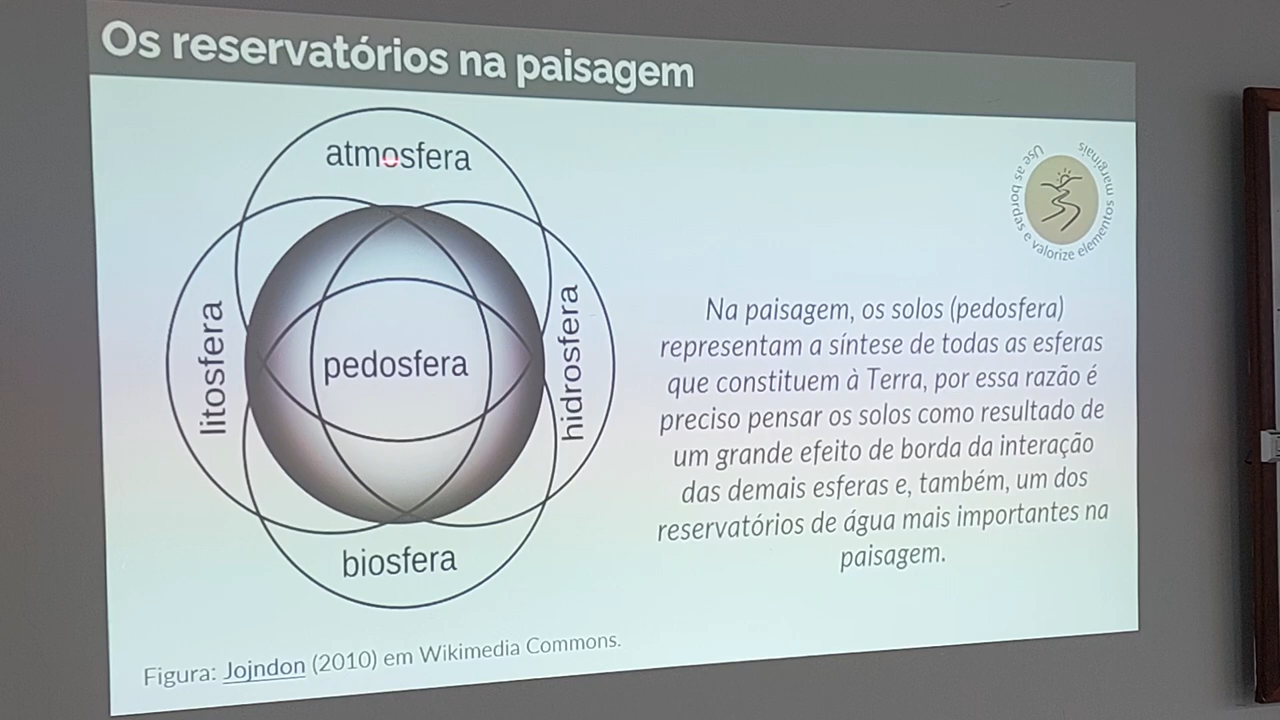 Os reservatórios na paisagem
atmosfera
litosfera
pedosfera
hidrosfera
biosfera
Use as bordas e valorize elementos marginais
Na paisagem, os solos (pedosfera)
representam a síntese de todas as esferas
que constituem à Terra, por essa razão é
preciso pensar os solos como resultado de
um grande efeito de borda da interação
das demais esferas e, também, um dos
reservatórios de água mais importantes na
paisagem.
Figura: Jojndon (2010) em Wikimedia Commons.